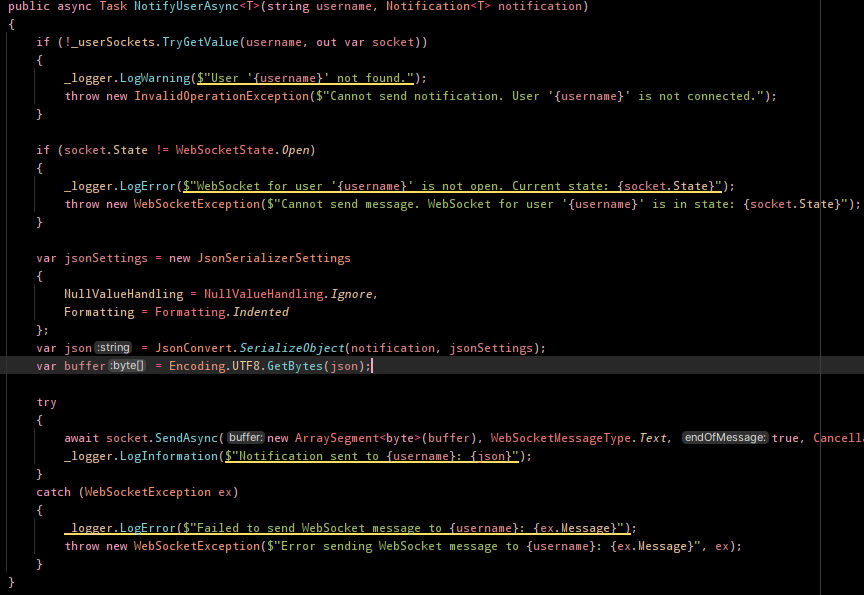 public async Task NotifyUserAsync<T>(string username, Notification<T> notification)
{
if (!_userSockets.TryGetValue(username, out var socket))
{
_logger.LogWarning($"User '{username}' not found.");
throw new InvalidOperationException($"Cannot send notification. User '{username}' is not connected.");
}
if (socket.State != WebSocketState.Open)
{
_logger.LogError($"WebSocket for user '{username}' is not open. Current state: {socket.State}");
throw new WebSocketException($"Cannot send message. WebSocket for user '{username}' is in state: {socket.State}");
}
var jsonSettings = new JsonSerializerSettings
{
NullValueHandling = NullValueHandling.Ignore,
Formatting = Formatting.Indented
};
var json :string = JsonConvert.SerializeObject(notification, jsonSettings);
var buffer :byte[] = Encoding.UTF8.GetBytes(json);
try
{
await socket.SendAsync( buffer: new ArraySegment<byte>(buffer), WebSocketMessageType.Text, endOfMessage: true, Cancell
_logger.LogInformation($"Notification sent to {username}: {json}");
}
catch (WebSocketException ex)
{
_logger.LogError($"Failed to send WebSocket message to {username}: {ex.Message}");
throw new WebSocketException($"Error sending WebSocket message to {username}: {ex.Message}", ex);
}
}